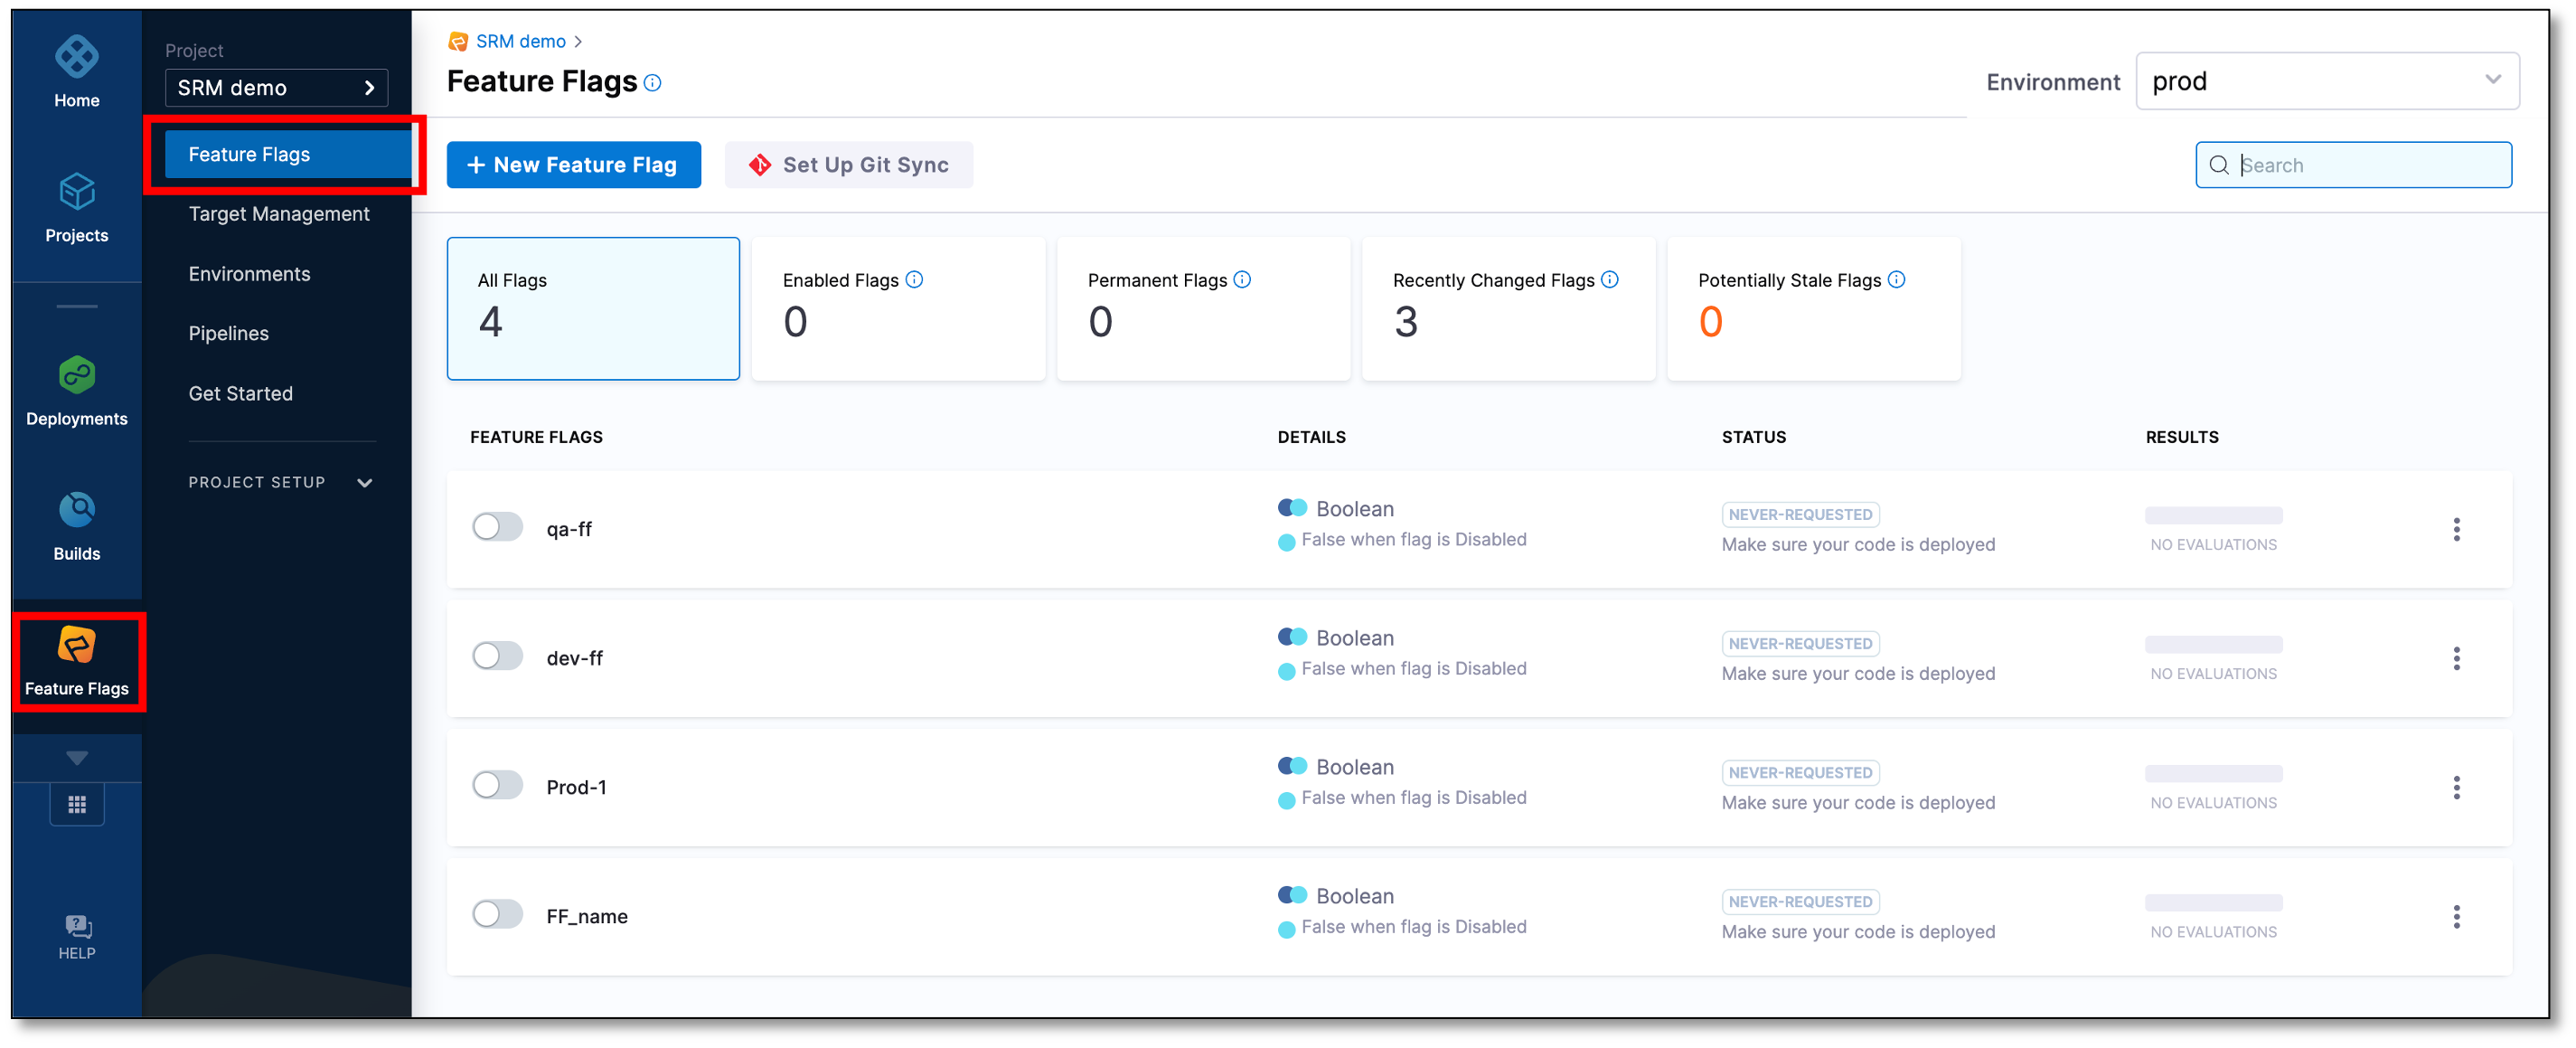 Home
Projects
Deployments
Builds
Feature Flags
HELP
Project
SRM demo
Feature Flags
Target Management
Environments
Pipelines
Get Started
PROJECT SETUP
SRM demo
Feature Flags
Environment prod
+ New Feature Flag
Set Up Git Sync
Search
All Flags
4
Enabled Flags
0
Permanent Flags
0
Recently Changed Flags
3
Potentially Stale Flags
0
FEATURE FLAGS DETAILS STATUS RESULTS
qa-ff
Boolean
False when flag is Disabled
NEVER-REQUESTED
Make sure your code is deployed
NO EVALUATIONS
dev-ff
Boolean
False when flag is Disabled
NEVER-REQUESTED
Make sure your code is deployed
NO EVALUATIONS
Prod-1
Boolean
False when flag is Disabled
NEVER-REQUESTED
Make sure your code is deployed
NO EVALUATIONS
FF_name
Boolean
False when flag is Disabled
NEVER-REQUESTED
Make sure your code is deployed
NO EVALUATIONS